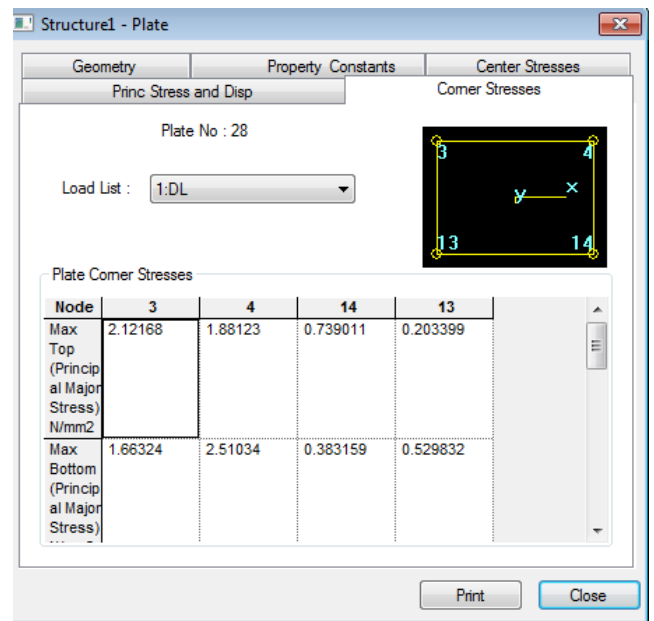 Structure1 - Plate
Geometry Property Constants Center Stresses
Princ Stress and Disp Corner Stresses
Plate No : 28
Load List : 1:DL
3 4
y x
13 14
Plate Corner Stresses
Node 3 4 14 13
Max 2.12168 1.88123 0.739011 0.203399
Top
(Princip
al Major
Stress)
N/mm2
Max 1.66324 2.51034 0.383159 0.529832
Bottom
(Princip
al Major
Stress)
Print Close